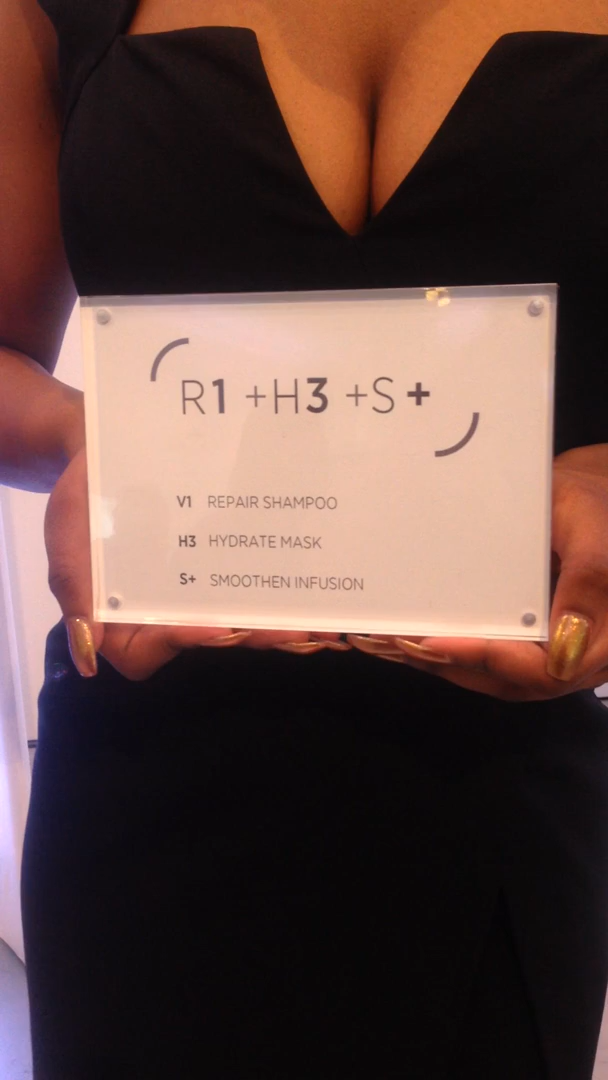 R1 +H3 +S+
V1 REPAIR SHAMPOO
H3 HYDRATE MASK
S+ SMOOTHEN INFUSION